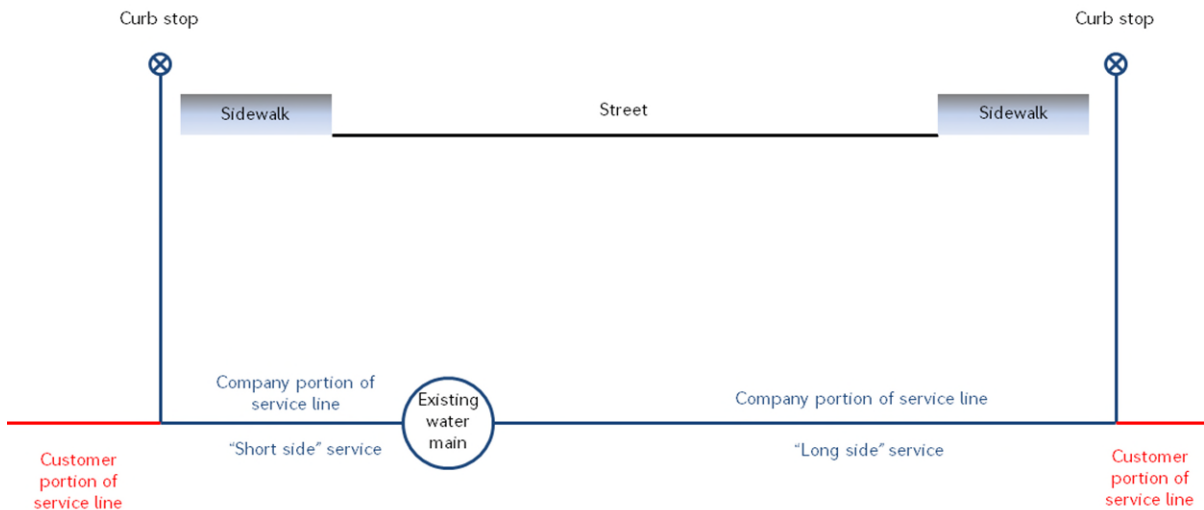 Curb stop
Curb stop
Sidewalk
Street
Sidewalk
Company portion of
service line
Existing
water
main
Company portion of service line
“Short side” service
“Long side” service
Customer
portion of
service line
Customer
portion of
service line